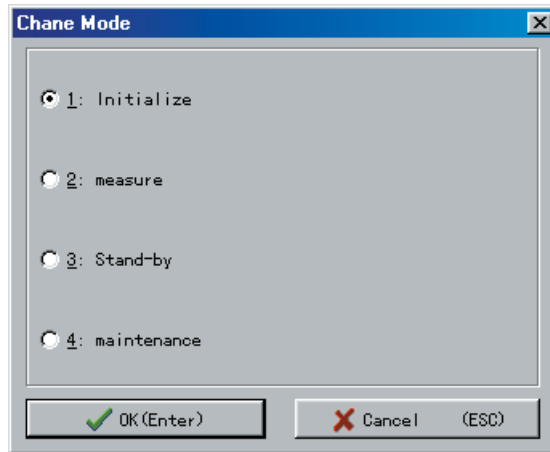 Chane Mode
1: Initialize
2: measure
3: Stand-by
4: maintenance
OK(Enter)
Cancel (ESC)